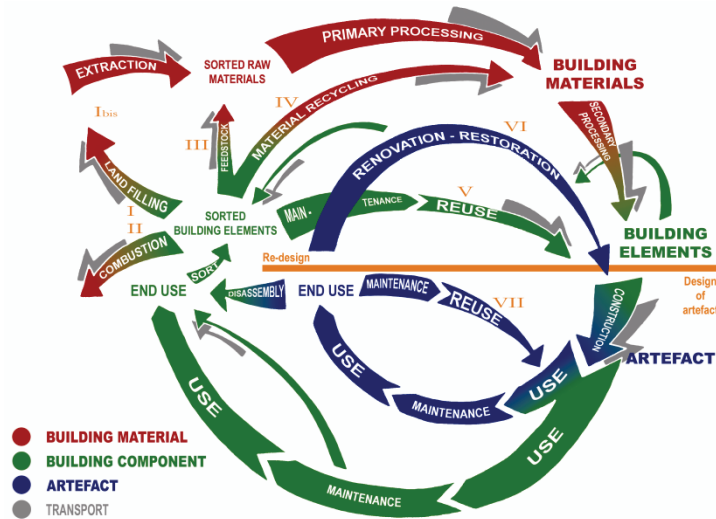 PRIMARY PROCESSING
EXTRACTION
SORTED RAW
MATERIALS
BUILDING
MATERIALS
Ibis
IV
III
FEEDSTOCK
MATERIAL RECYCLING
SECONDARY
PROCESSING
VI
RENOVATION - RESTORATION
LAND FILLING
I
II
COMBUSTION
SORTED
BUILDING ELEMENTS
MAIN-
TENANCE
V
REUSE
BUILDING
ELEMENTS
SORT
Re-design
Design
of
artefact
END USE
DISASSEMBLY
END USE
MAINTENANCE
REUSE
VII
CONSTRUCTION
ARTEFACT
USE
USE
MAINTENANCE
USE
USE
MAINTENANCE
BUILDING MATERIAL
BUILDING COMPONENT
ARTEFACT
TRANSPORT